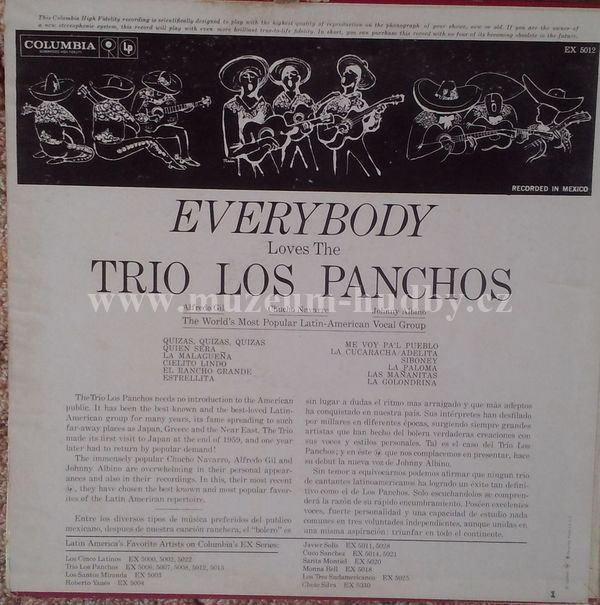 This Columbia High Fidelity recording is scientifically designed to play with the highest quality of reproduction on the phonograph of your choice, new or old. If you are the owner of
a new stereophonic system, this record will play with even more brilliant true-to-life fidelity. In short, you can purchase this record with no fear of its becoming obsolete in the future.
COLUMBIA LP
EX 5012
RECORDED IN MEXICO
EVERYBODY
Loves The
TRIO LOS PANCHOS
www.muzeum-hudby.cz
Alfredo Gil Chucho Navarro Johnny Albino
The World's Most Popular Latin-American Vocal Group
QUIZAS, QUIZAS, QUIZAS
QUIEN SERA
LA MALAGUEÑA
CIELITO LINDO
EL RANCHO GRANDE
ESTRELLITA
ME VOY PA'L PUEBLO
LA CUCARACHA/ADELITA
SIBONEY
LA PALOMA
LAS MAÑANITAS
LA GOLONDRINA
The Trio Los Panchos needs no introduction to the American
public. It has been the best-known and the best-loved Latin-
American group for many years, its fame spreading to such
far-away places as Japan, Greece and the Near East. The Trio
made its first visit to Japan at the end of 1959, and one year
later had to return by popular demand!
The immensely popular Chucho Navarro, Alfredo Gil and
Johnny Albino are overwhelming in their personal appear-
ances and also in their recordings. In this, their most recent
LP, they have chosen the best-known and most popular favor-
ites of the Latin American repertoire.
Entre los diversos tipos de música preferidos del publico
mexicano, despues de nuestra canción ranchera, el "bolero" es
sin lugar a dudas el ritmo mas arraigado y que más adeptos
ha conquistado en nuestra país. Sus intérpretes han desfilado
por millares en diferentes épocas, surgiendo siempre grandes
artistas que han hecho del bolero verdaderas creaciones con
sus voces y estilos personales. Tal es el caso del Trio Los
Panchos; y en éste LP que nos complacemos en presentar, hace
su debut la nueva voz de Johnny Albino.
Sin temor a equivocarnos podemos afirmar que ningun trio
de cantantes latinoamericanos ha logrado un éxito tan defini-
tivo como el de Los Panchos. Solo escuchandolos se compren-
derá la razón de su rápido encumbramiento. Poséen excelentes
voces, fuerte personalidad y una capacidad de estudio nada
comunes en tres voluntades independientes, aunque unidas en
una misma aspiración: triunfar en todo el continente.
Latin America's Favorite Artists on Columbia's EX Series:
Los Cinco Latinos EX 5000, 5002, 5022
Trio Los Panchos EX 5006, 5007, 5008, 5012, 5013
Los Santos Miranda EX 5003
Roberto Yanés EX 5004
Javier Solis EX 5011, 5028
Cuco Sanchez EX 5014, 5021
Sarita Montiel EX 5020
Monna Bell EX 5018
Los Tres Sudamericanos EX 5025
Chole Silva EX 5030
1